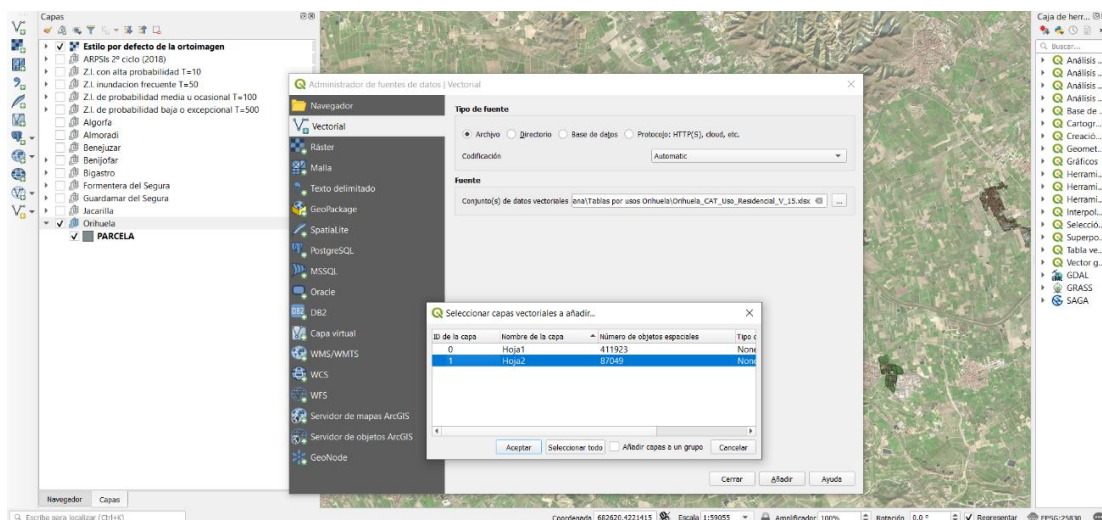 Capas
Estilo por defecto de la ortoimagen
ARPSIs 2º ciclo (2018)
Z.I. con alta probabilidad T=10
Z.I. inundacion frecuente T=50
Z.I. de probabilidad media u ocasional T=100
Z.I. de probabilidad baja o excepcional T=500
Algorfa
Almoradi
Benejuzar
Benijofar
Bigastro
Formentera del Segura
Guardamar del Segura
Jacarilla
Orihuela
PARCELA
Navegador
Capas
Escribe para localizar (Ctrl+K)
Administrador de fuentes de datos | Vectorial
Navegador
Vectorial
Ráster
Malla
Texto delimitado
GeoPackage
SpatiaLite
PostgreSQL
MSSQL
Oracle
DB2
Capa virtual
WMS/WMTS
WCS
WFS
Servidor de mapas ArcGIS
Servidor de objetos ArcGIS
GeoNode
Tipo de fuente
Archivo Directorio Base de datos Protocolo: HTTP(S), cloud, etc.
Codificación Automatic
Fuente
Conjunto(s) de datos vectoriales ana\Tablas por usos Orihuela\Orihuela_CAT_Uso_Residencial_V_15.xlsx ...
Seleccionar capas vectoriales a añadir...
ID de la capa Nombre de la capa Número de objetos espaciales Tipo
0 Hoja1 411923 None
1 Hoja2 87049 None
Aceptar Seleccionar todo Añadir capas a un grupo Cancelar
Cerrar Añadir Ayuda
Caja de herr...
Buscar...
Análisis ...
Análisis ...
Análisis ...
Análisis ...
Base de ...
Cartogr...
Creació...
Geomet...
Gráficos
Herrami...
Herrami...
Herrami...
Interpol...
Selecció...
Superpo...
Tabla ve...
Vector g...
GDAL
GRASS
SAGA
Coordenada 682620,4221415 Escala 1:59055 Amplificador 100% Rotación 0,0 ° Representar EPSG:25830